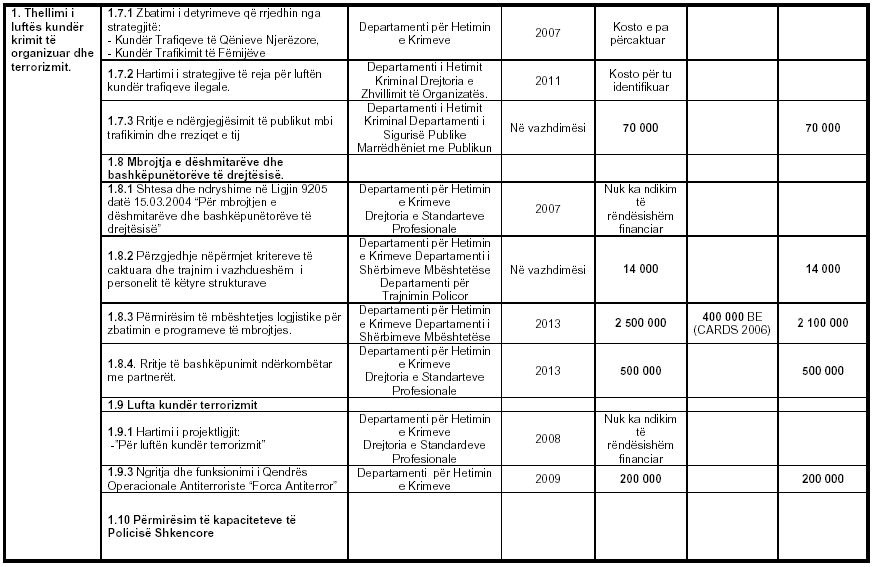 1. Thellimi i
luftës kundër
krimit të
organizuar dhe
terrorizmit.
1.7.1 Zbatimi i detyrimeve që rrjedhin nga
strategjitë:
- Kundër Trafiqeve të Qënieve Njerëzore,
- Kundër Trafikimit të Fëmijëve
Departamenti për Hetimin
e Krimeve
2007
Kosto e pa
përcaktuar
1.7.2 Hartimi i strategjive të reja për luftën
kundër trafiqeve ilegale.
Departamenti i Hetimit
Kriminal Drejtoria e
Zhvillimit të Organizatës.
2011
Kosto për tu
identifikuar
1.7.3 Rritje e ndërgjegjësimit të publikut mbi
trafikimin dhe rreziqet e tij
Departamenti i Hetimit
Kriminal Departamenti i
Sigurisë Publike
Marrëdhëniet me Publikun
Në vazhdimësi
70 000
70 000
1.8 Mbrojtja e dëshmitarëve dhe
bashkëpunëtorëve të drejtësisë.
1.8.1 Shtesa dhe ndryshime në Ligjin 9205
datë 15.03.2004 “Për mbrojtjen e
dëshmitarëve dhe bashkëpunëtorëve të
drejtësisë”
Departamenti për Hetimin
e Krimeve
Drejtoria e Standarteve
Profesionale
2007
Nuk ka ndikim
të
rëndësishëm
financiar
1.8.2 Përzgjedhje nëpërmjet kritereve të
caktuara dhe trajnim i vazhdueshëm i
personelit të këtyre strukturave
Departamenti për Hetimin
e Krimeve Departamenti i
Shërbimeve Mbështetëse
Departamenti për
Trajnimin Policor
Në vazhdimësi
14 000
14 000
1.8.3 Përmirësim të mbështetjes logjistike për
zbatimin e programeve të mbrojtjes.
Departamenti për Hetimin
e Krimeve Departamenti i
Shërbimeve Mbështetëse
2013
2 500 000
400 000 BE
(CARDS 2006)
2 100 000
1.8.4. Rritje të bashkëpunimit ndërkombëtar
me partnerët.
Departamenti për Hetimin
e Krimeve
Drejtoria e Standarteve
Profesionale
2013
500 000
500 000
1.9 Lufta kundër terrorizmit
1.9.1 Hartimi i projektligjit:
-”Për luftën kundër terrorizmit”
Departamenti për Hetimin
e Krimeve
Drejtoria e Standardeve
Profesionale
2008
Nuk ka ndikim
të
rëndësishëm
financiar
1.9.3 Ngritja dhe funksionimi i Qendrës
Operacionale Antiterroriste “Forca Antiterror”
Departamenti për Hetimin
e Krimeve
2009
200 000
200 000
1.10 Përmirësim të kapaciteteve të
Policisë Shkencore